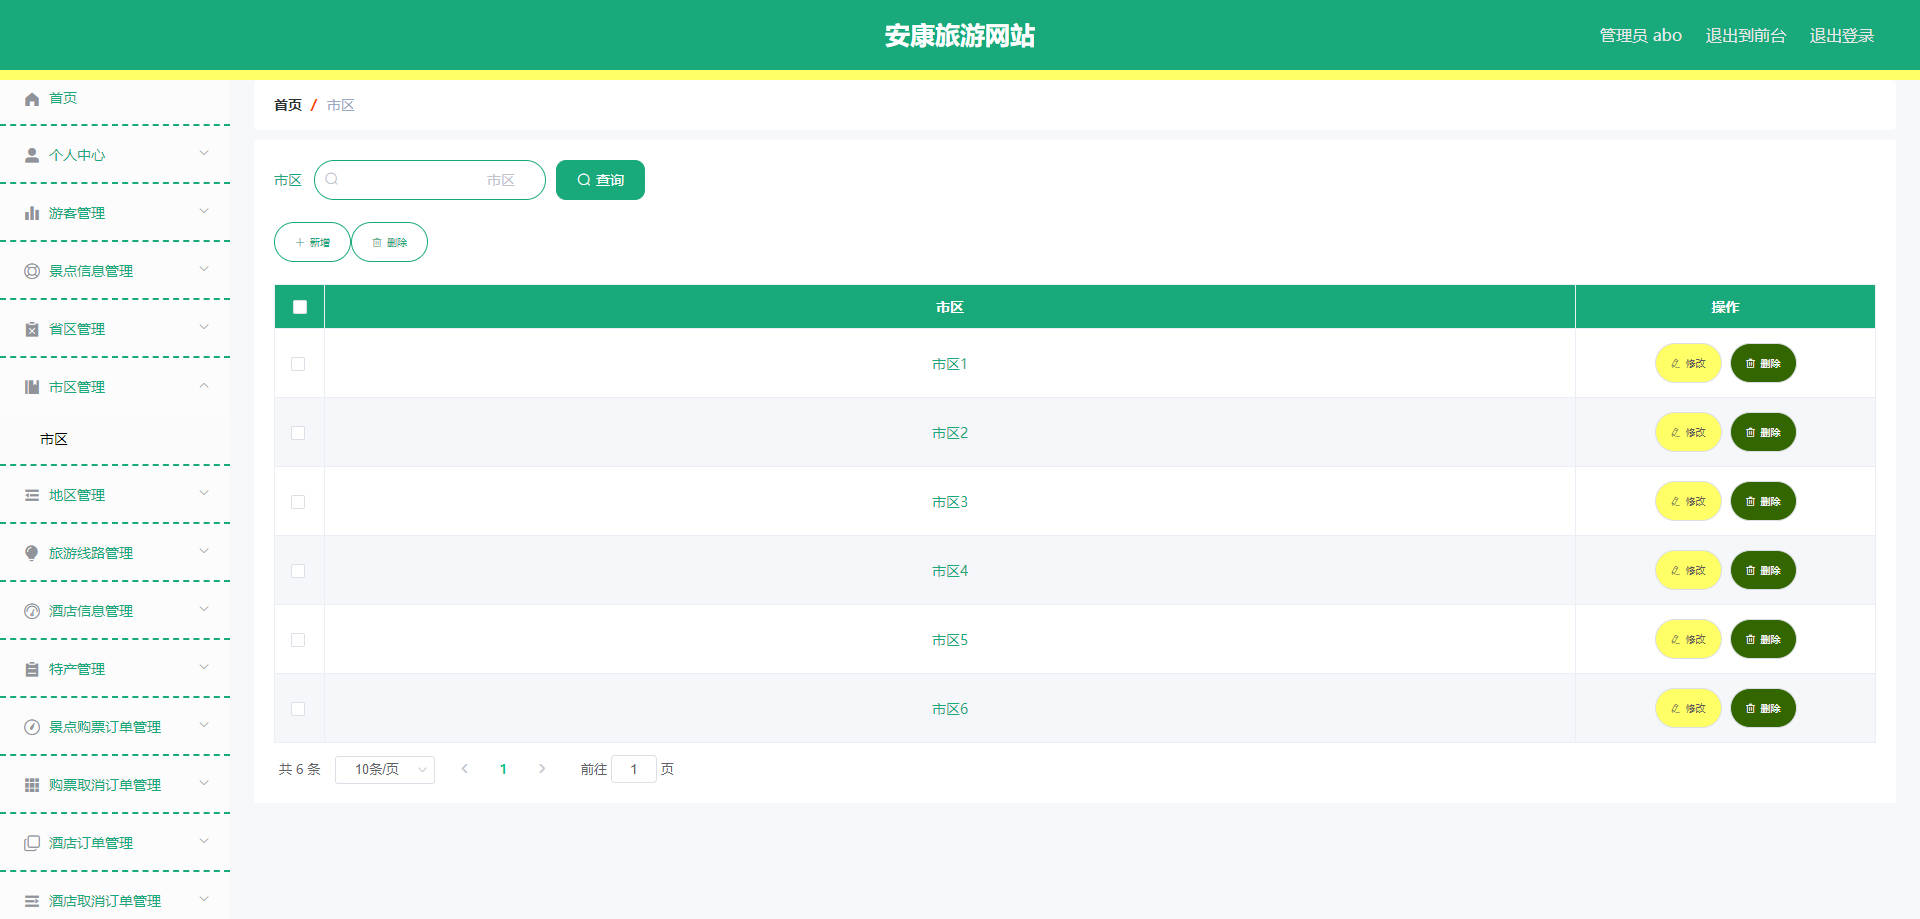 安康旅游网站
管理员 abo 退出到前台 退出登录
首页
个人中心
游客管理
景点信息管理
省区管理
市区管理
市区
地区管理
旅游线路管理
酒店信息管理
特产管理
景点购票订单管理
购票取消订单管理
酒店订单管理
酒店取消订单管理
首页 / 市区
市区 市区 查询
新增 删除
市区 操作
市区1 修改 删除
市区2 修改 删除
市区3 修改 删除
市区4 修改 删除
市区5 修改 删除
市区6 修改 删除
共 6 条 10条/页 1 前往 1 页